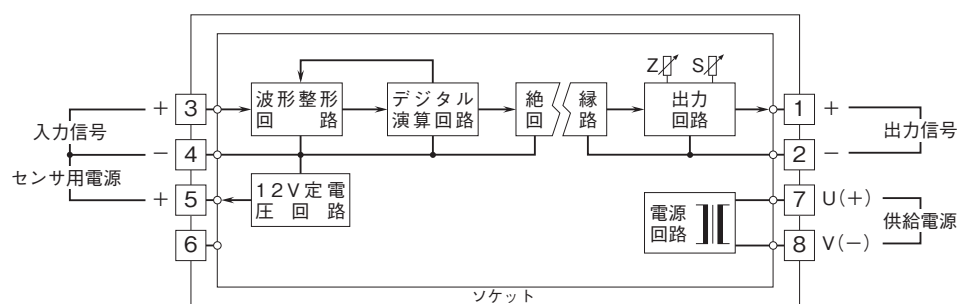 Z S
波形整形
回 路
デジタル
演算回路
絶 縁
回 路
出力
回路
3 +
4 −
5 +
6
入力信号
センサ用電源
12V定電
圧 回 路
1 +
2 −
出力信号
電源
回路
7 U(+)
8 V(−)
供給電源
ソケット